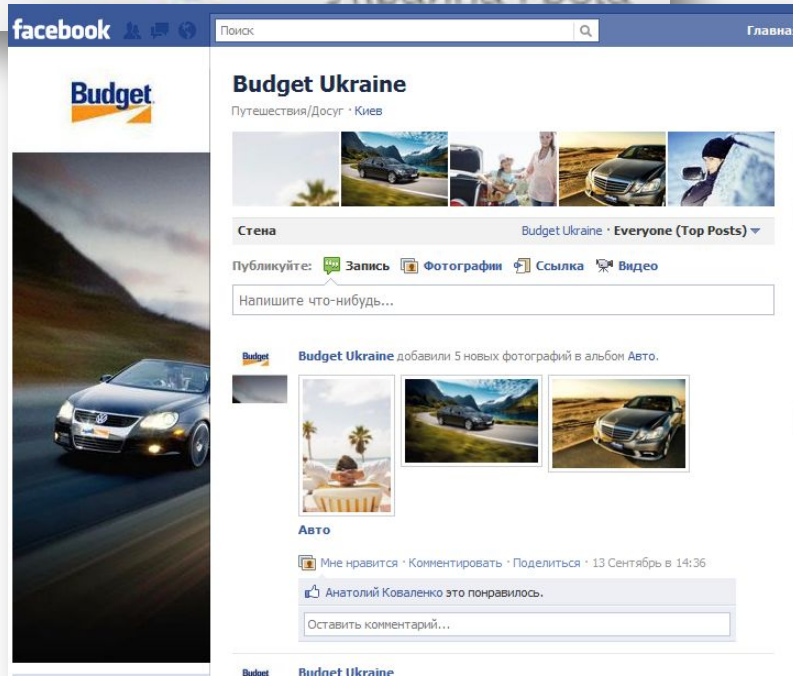 facebook
Поиск
Главная
Budget
Budget Ukraine
Путешествия/Досуг · Киев
Стена
Budget Ukraine · Everyone (Top Posts)
Публикуйте: Запись Фотографии Ссылка Видео
Напишите что-нибудь...
Budget
Budget Ukraine добавили 5 новых фотографий в альбом Авто.
Авто
Мне нравится · Комментировать · Поделиться · 13 Сентябрь в 14:36
Анатолий Коваленко это понравилось.
Оставить комментарий...
Budget
Budget Ukraine